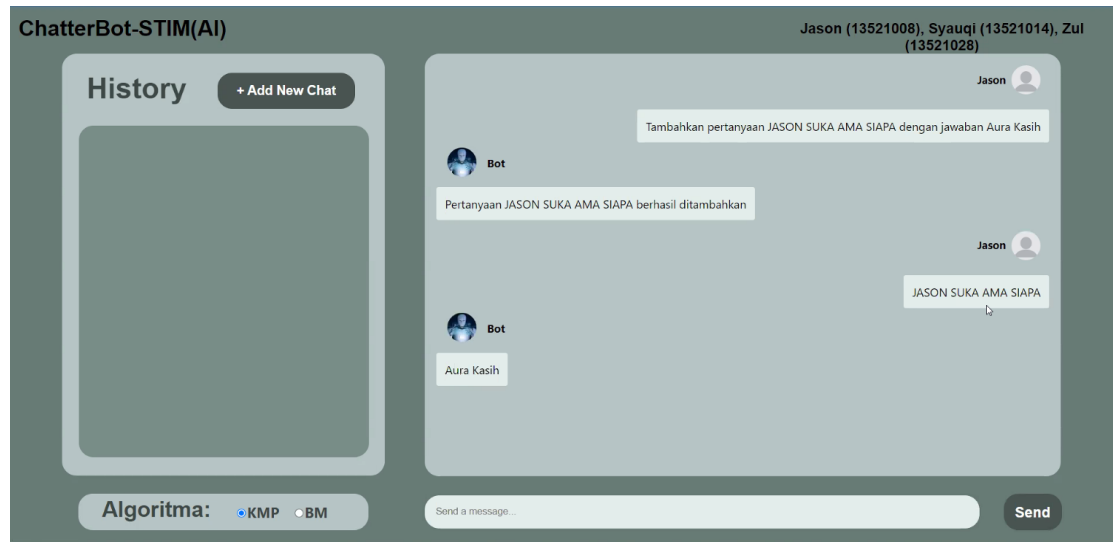 ChatterBot-STIM(AI)
Jason (13521008), Syauqi (13521014), Zul
(13521028)
History
+ Add New Chat
Jason
Tambahkan pertanyaan JASON SUKA AMA SIAPA dengan jawaban Aura Kasih
Bot
Pertanyaan JASON SUKA AMA SIAPA berhasil ditambahkan
Jason
JASON SUKA AMA SIAPA
Bot
Aura Kasih
Algoritma: KMP BM
Send a message...
Send